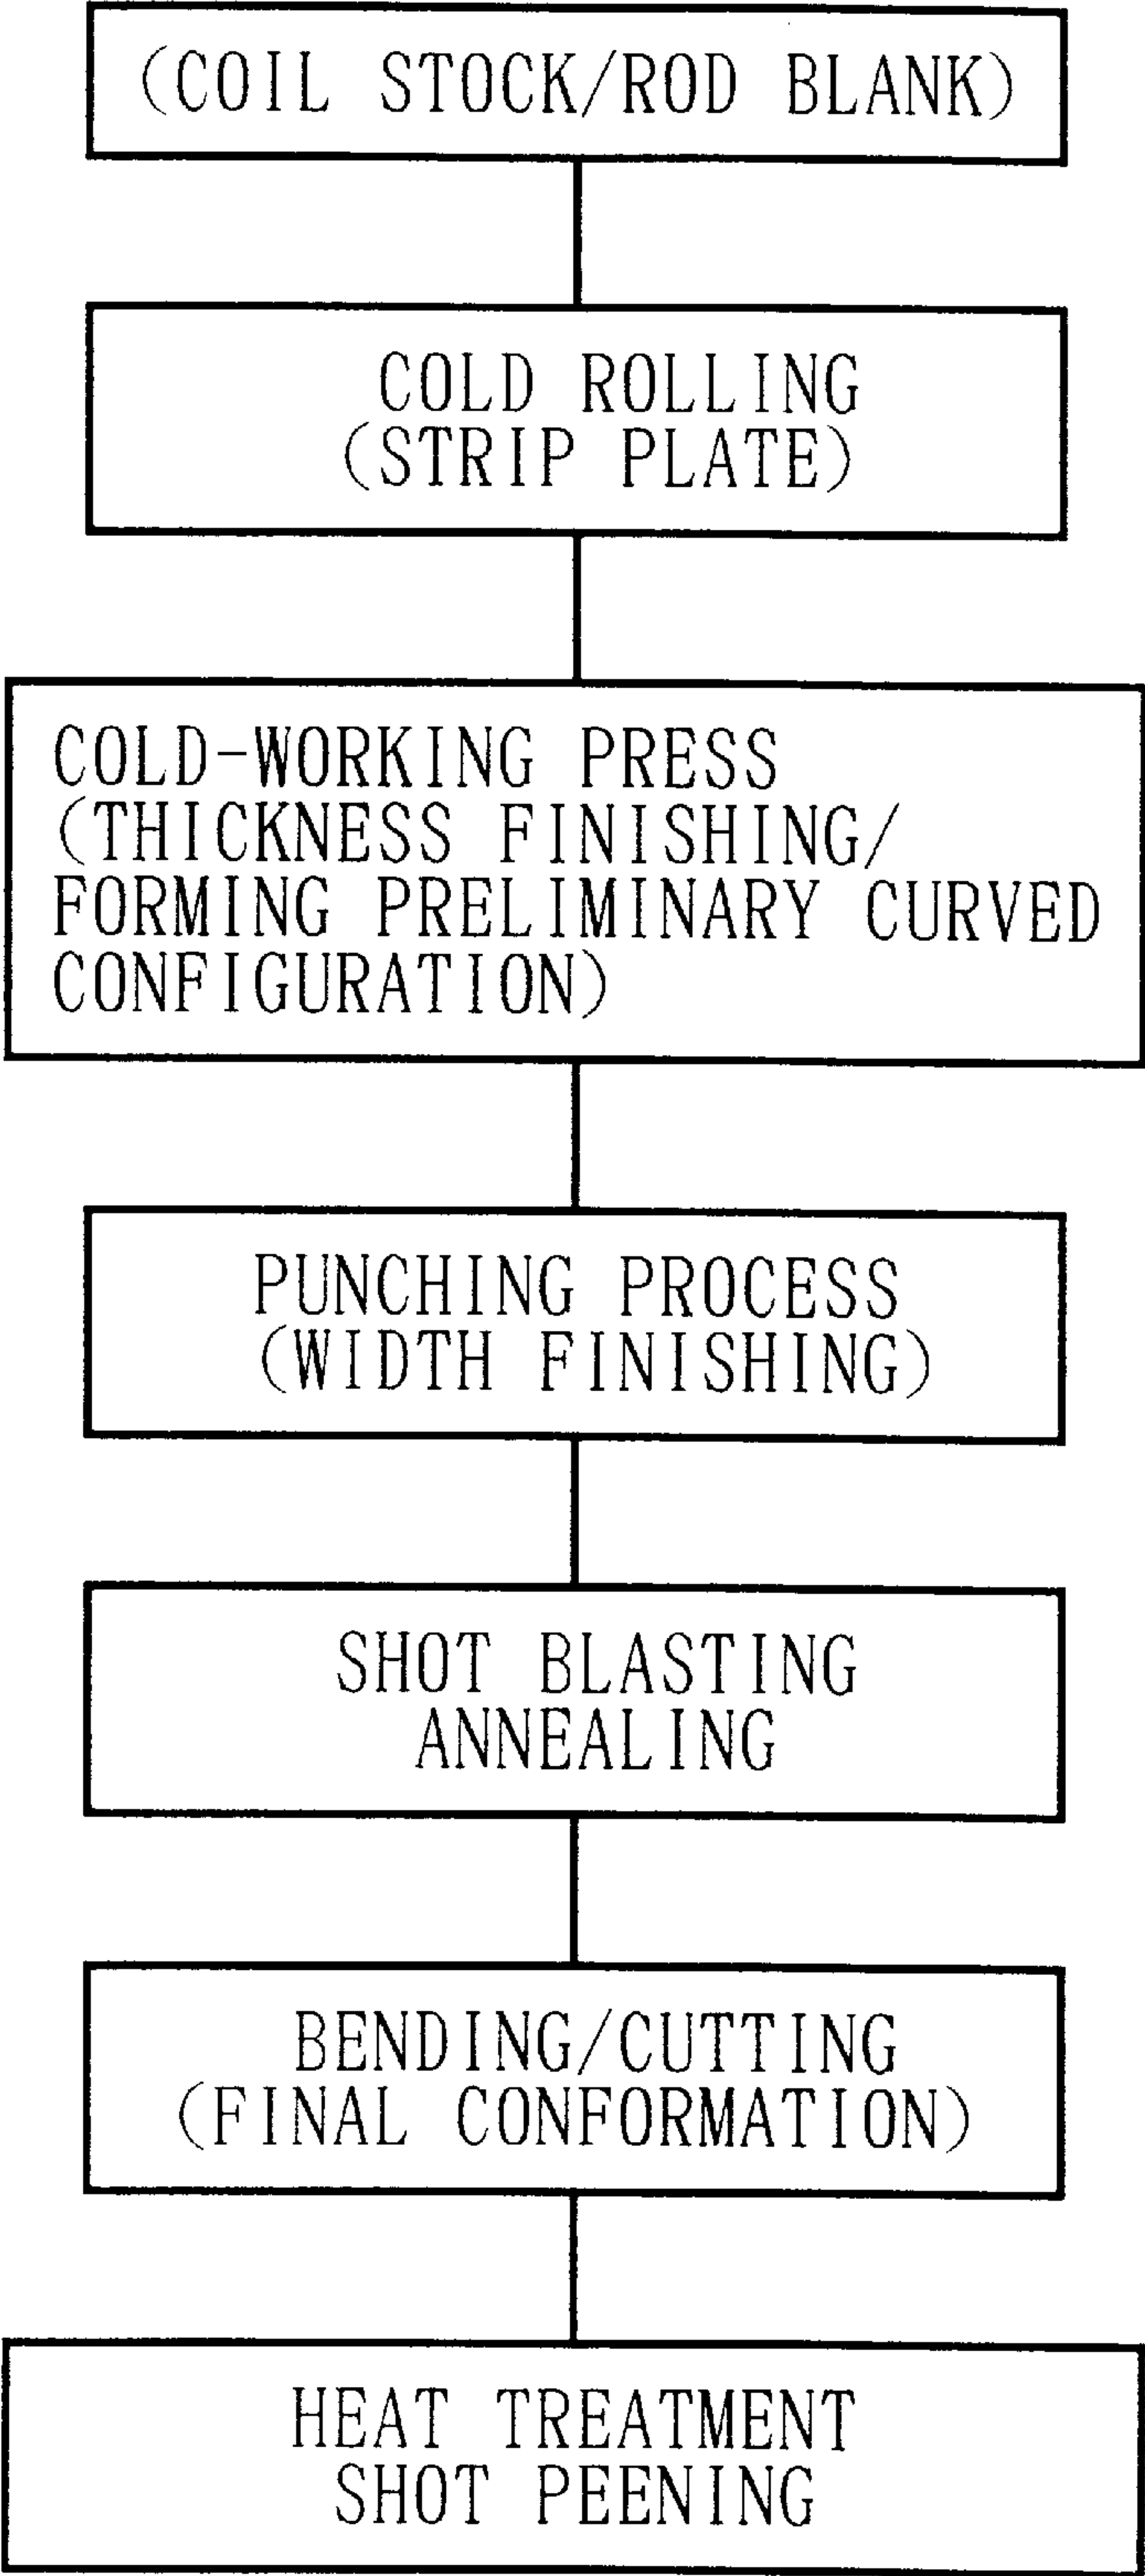 (COIL STOCK/ROD BLANK)
COLD ROLLING
(STRIP PLATE)
COLD-WORKING PRESS
(THICKNESS FINISHING/
FORMING PRELIMINARY CURVED
CONFIGURATION)
PUNCHING PROCESS
(WIDTH FINISHING)
SHOT BLASTING
ANNEALING
BENDING/CUTTING
(FINAL CONFORMATION)
HEAT TREATMENT
SHOT PEENING